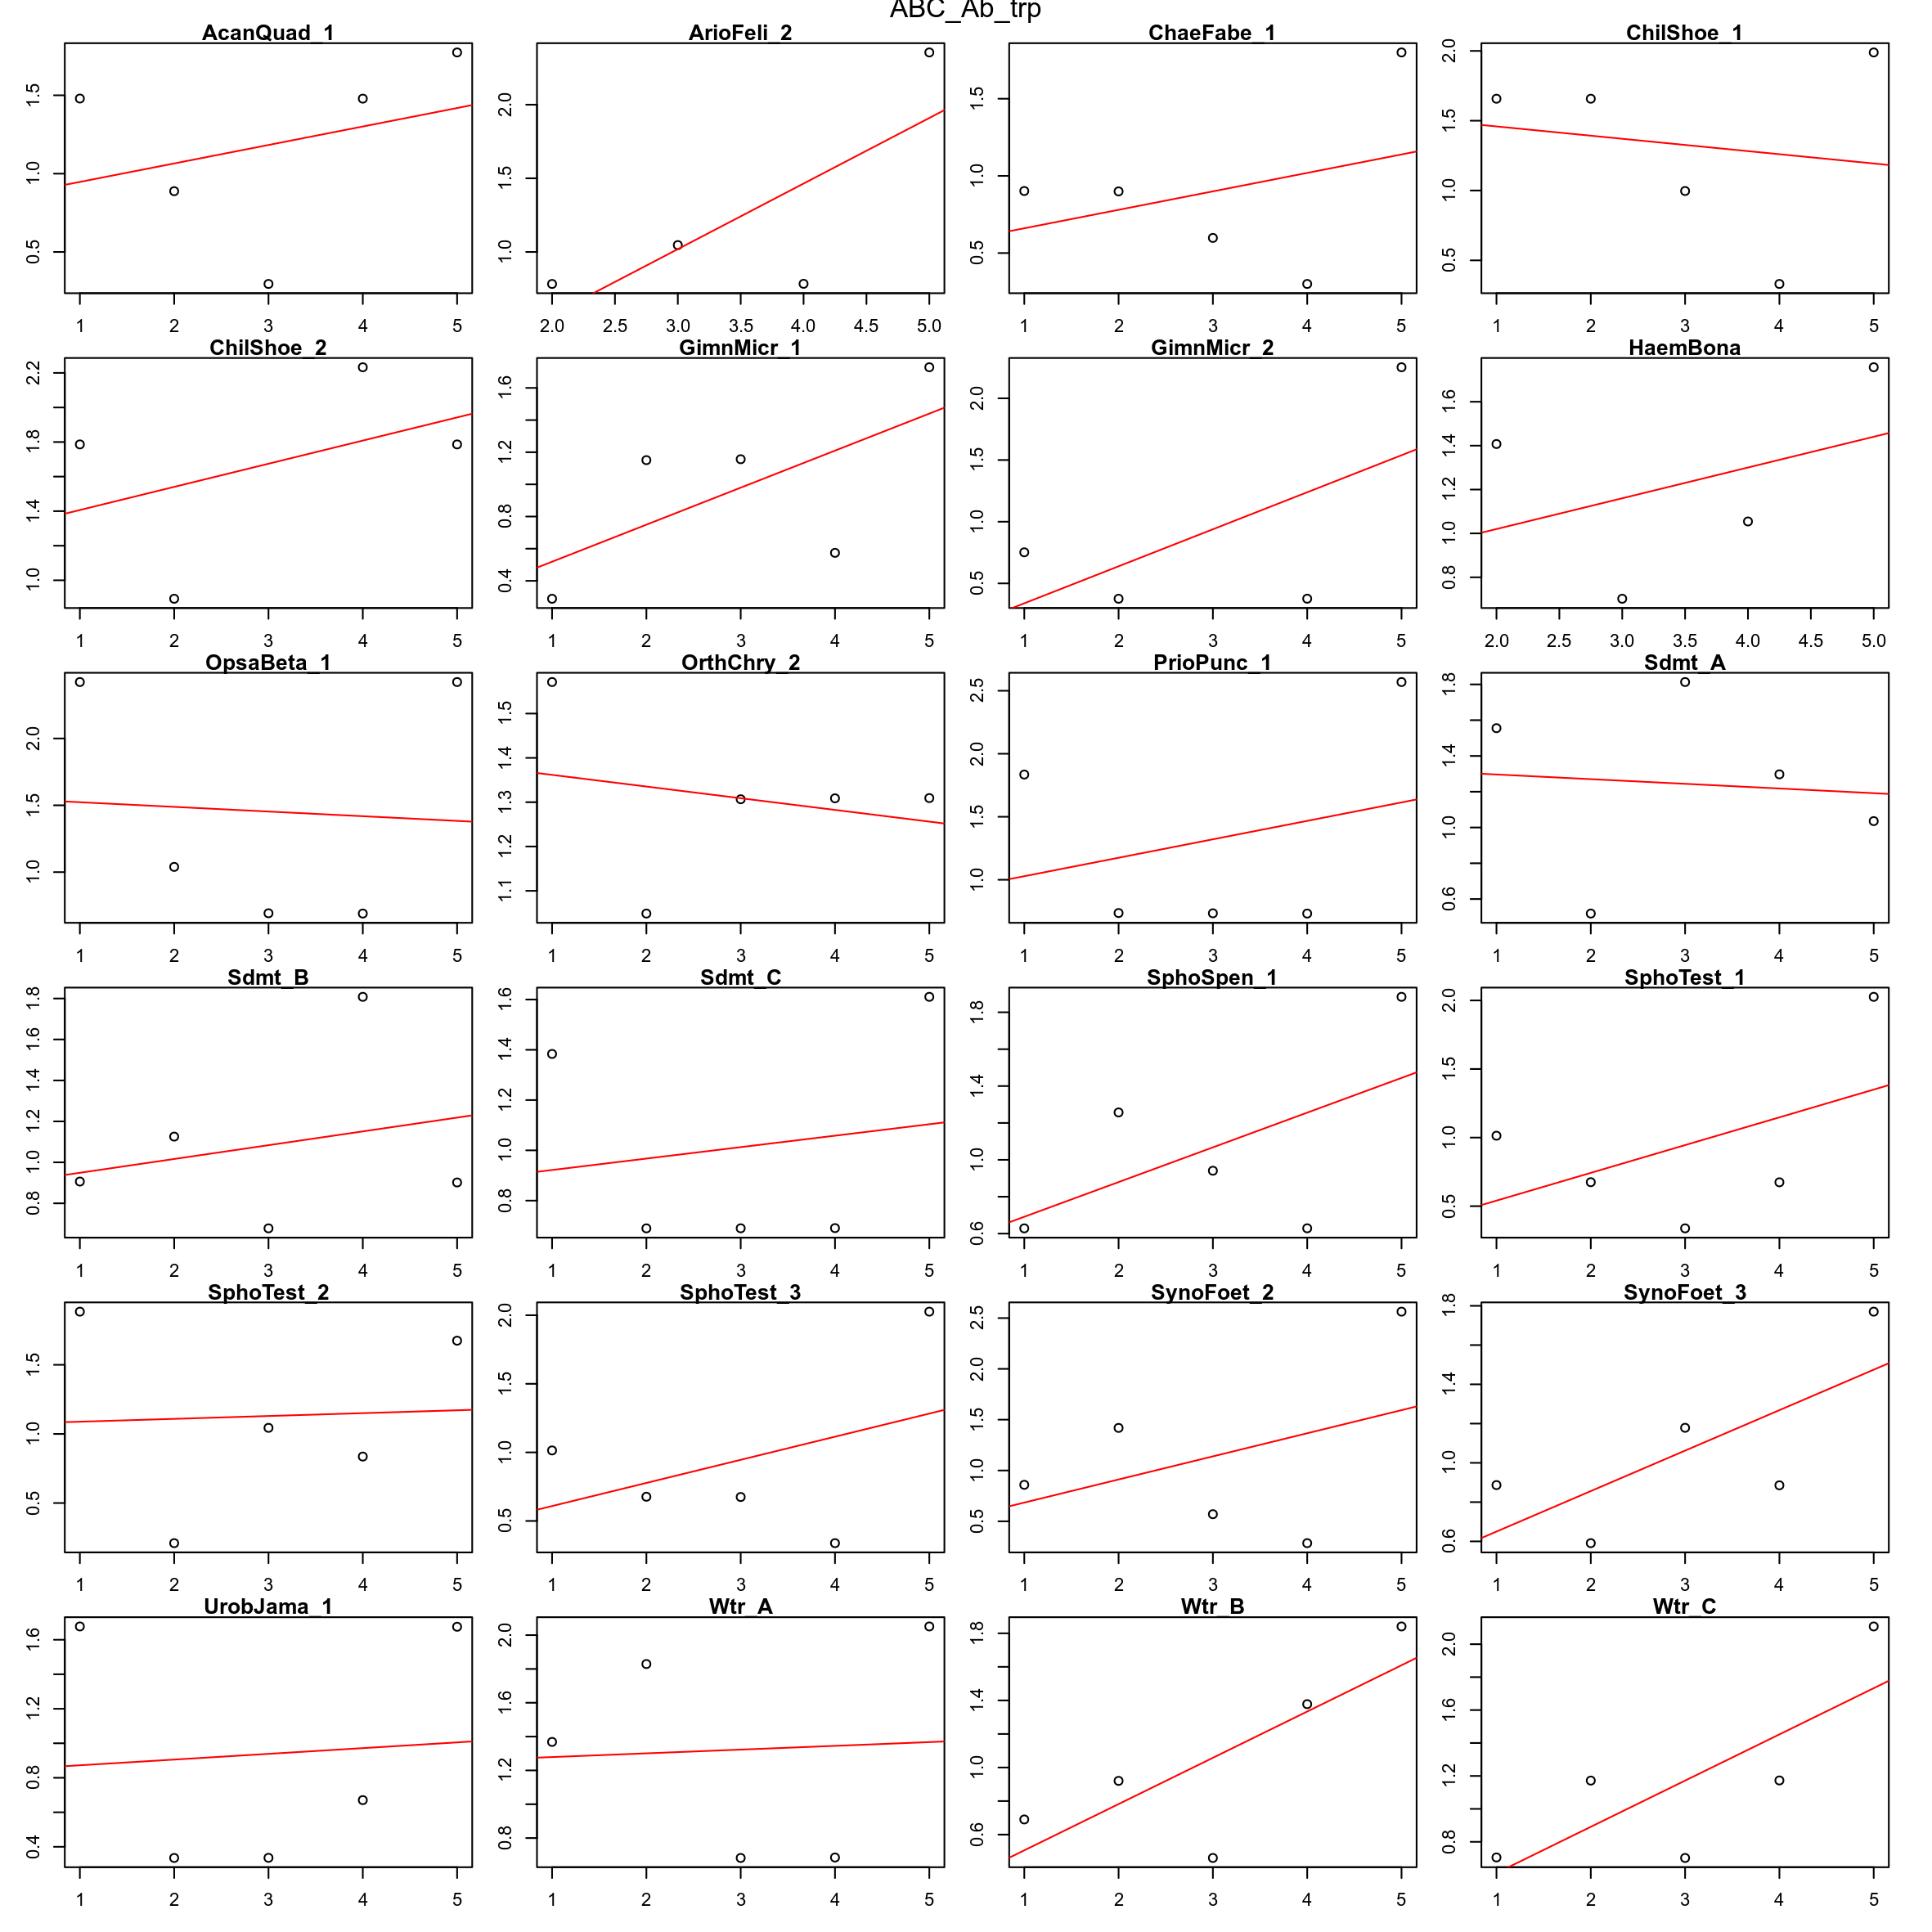 ABC_Ab_trp
AcanQuad_1 ArioFeli_2 ChaeFabe_1 ChilShoe_1
0.5 1.0 1.5 1.0 1.5 2.0 0.5 1.0 1.5 0.5 1.0 1.5 2.0
1 2 3 4 5 2.0 2.5 3.0 3.5 4.0 4.5 5.0 1 2 3 4 5 1 2 3 4 5
ChilShoe_2 GimnMicr_1 GimnMicr_2 HaemBona
1.0 1.4 1.8 2.2 0.4 0.8 1.2 1.6 0.5 1.0 1.5 2.0 0.8 1.0 1.2 1.4 1.6
1 2 3 4 5 1 2 3 4 5 1 2 3 4 5 2.0 2.5 3.0 3.5 4.0 4.5 5.0
OpsaBeta_1 OrthChry_2 PrioPunc_1 Sdmt_A
1.0 1.5 2.0 1.1 1.2 1.3 1.4 1.5 1.0 1.5 2.0 2.5 0.6 1.0 1.4 1.8
1 2 3 4 5 1 2 3 4 5 1 2 3 4 5 1 2 3 4 5
Sdmt_B Sdmt_C SphoSpen_1 SphoTest_1
0.8 1.0 1.2 1.4 1.6 1.8 0.8 1.0 1.2 1.4 1.6 0.6 1.0 1.4 1.8 0.5 1.0 1.5 2.0
1 2 3 4 5 1 2 3 4 5 1 2 3 4 5 1 2 3 4 5
SphoTest_2 SphoTest_3 SynoFoet_2 SynoFoet_3
0.5 1.0 1.5 0.5 1.0 1.5 2.0 0.5 1.0 1.5 2.0 2.5 0.6 1.0 1.4 1.8
1 2 3 4 5 1 2 3 4 5 1 2 3 4 5 1 2 3 4 5
UrobJama_1 Wtr_A Wtr_B Wtr_C
0.4 0.8 1.2 1.6 0.8 1.2 1.6 2.0 0.6 1.0 1.4 1.8 0.8 1.2 1.6 2.0
1 2 3 4 5 1 2 3 4 5 1 2 3 4 5 1 2 3 4 5